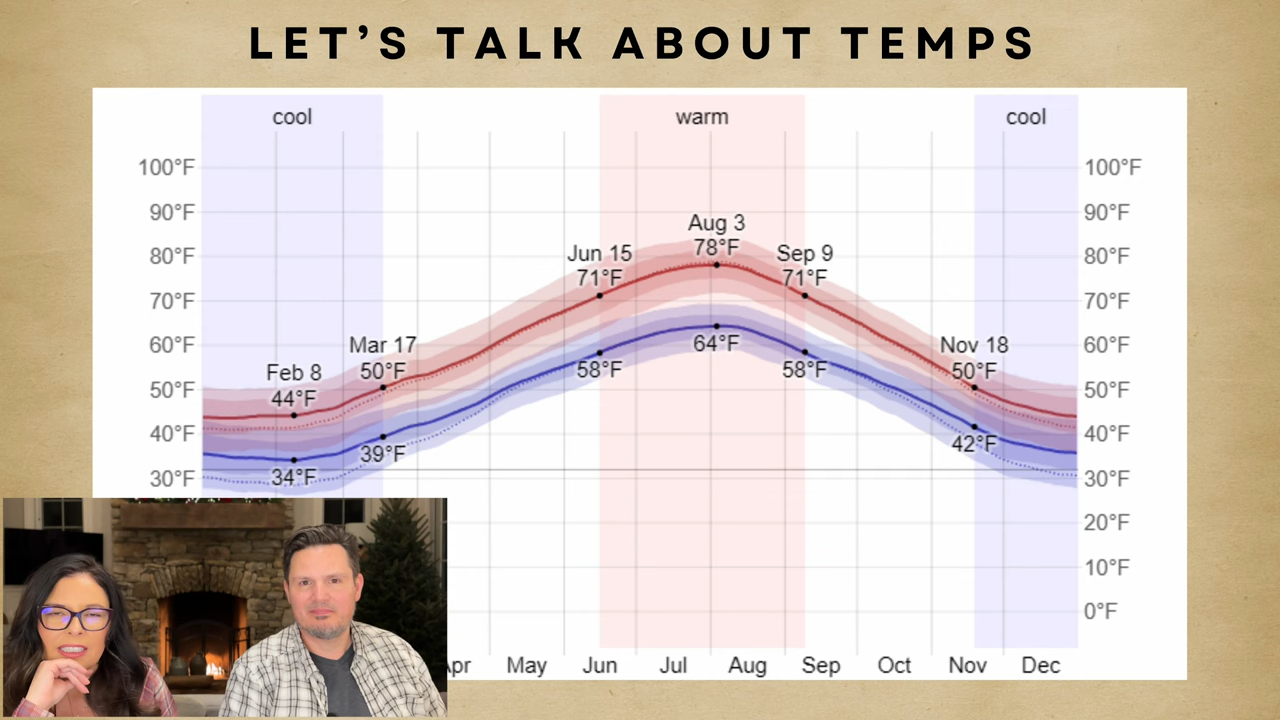 LET'S TALK ABOUT TEMPS
cool
warm
cool
100°F
100°F
90°F
90°F
80°F
80°F
70°F
70°F
60°F
60°F
50°F
50°F
40°F
40°F
30°F
30°F
20°F
10°F
0°F
Feb 8
44°F
34°F
Mar 17
50°F
39°F
Jun 15
71°F
58°F
Aug 3
78°F
64°F
Sep 9
71°F
58°F
Nov 18
50°F
42°F
pr May Jun Jul Aug Sep Oct Nov Dec